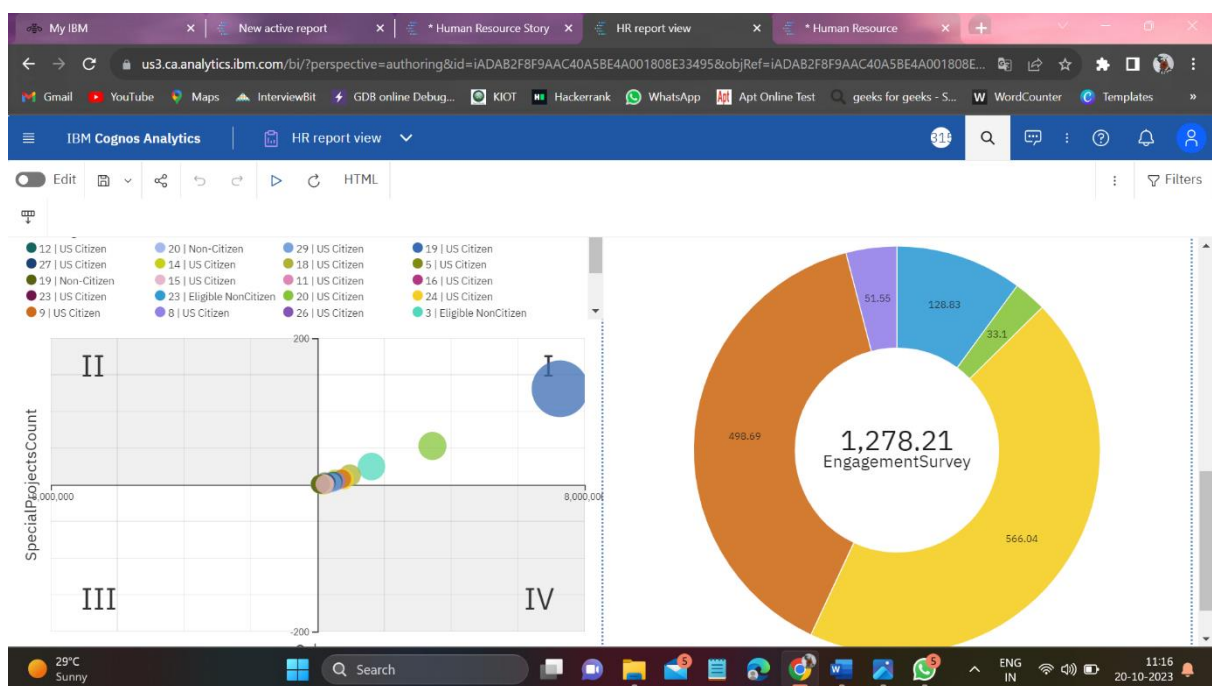 My IBM
New active report
* Human Resource Story
HR report view
* Human Resource
us3.ca.analytics.ibm.com/bi/?perspective=authoring&id=iADAB2F8F9AAC40A5BE4A001808E33495&objRef=iADAB2F8F9AAC40A5BE4A001808E...
Gmail YouTube Maps InterviewBit GDB online Debug... KIOT Hackerrank WhatsApp Apt Online Test geeks for geeks - S... WordCounter Templates »
IBM Cognos Analytics HR report view 315
Edit HTML Filters
12 | US Citizen 20 | Non-Citizen 29 | US Citizen 19 | US Citizen
27 | US Citizen 14 | US Citizen 18 | US Citizen 5 | US Citizen
19 | Non-Citizen 15 | US Citizen 11 | US Citizen 16 | US Citizen
23 | US Citizen 23 | Eligible NonCitizen 20 | US Citizen 24 | US Citizen
9 | US Citizen 8 | US Citizen 26 | US Citizen 3 | Eligible NonCitizen
200
II I
SpecialProjectsCount
8,000,00
III IV
-200
51.55
128.83
33.1
498.69
1,278.21
EngagementSurvey
566.04
29°C
Sunny
Search
5
5
ENG
IN
11:16
20-10-2023